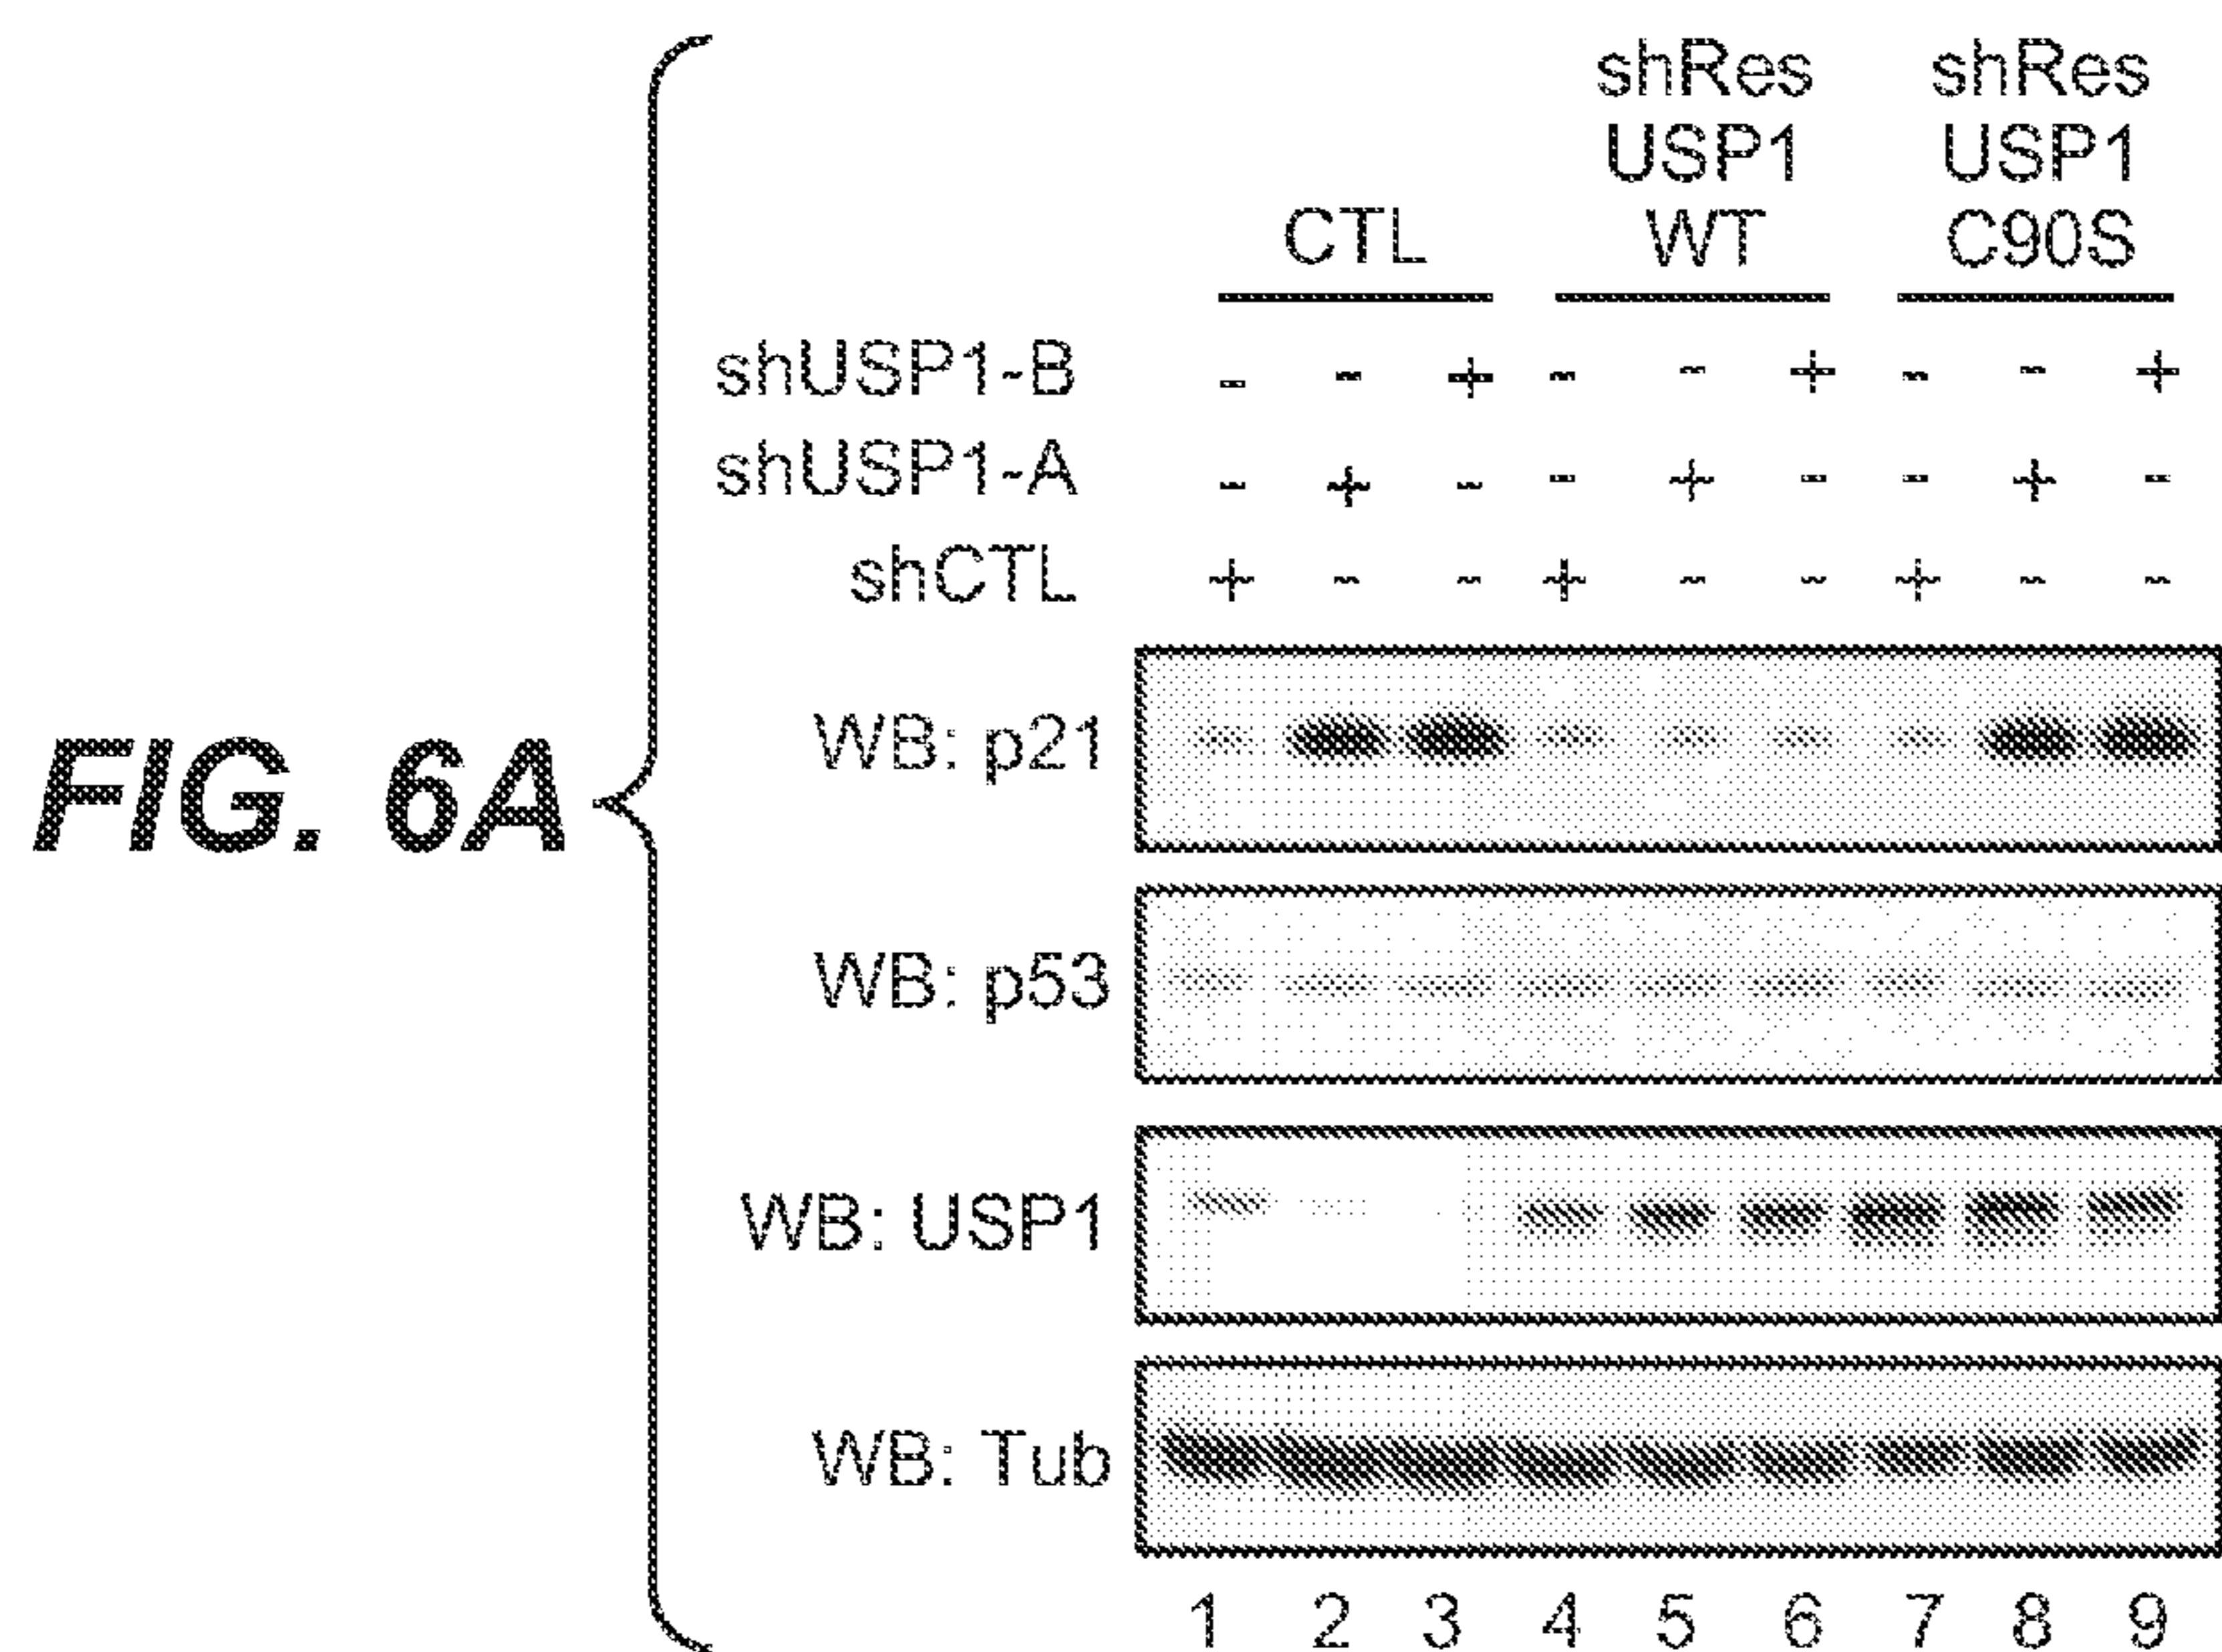 shRes shRes
USP1 USP1
CTL WT C90S
shUSP1-B - - + - - + - - +
shUSP1-A - + - - + - - + -
shCTL + - - + - - + - -
FIG. 6A
WB: p21
WB: p53
WB: USP1
WB: Tub
1 2 3 4 5 6 7 8 9